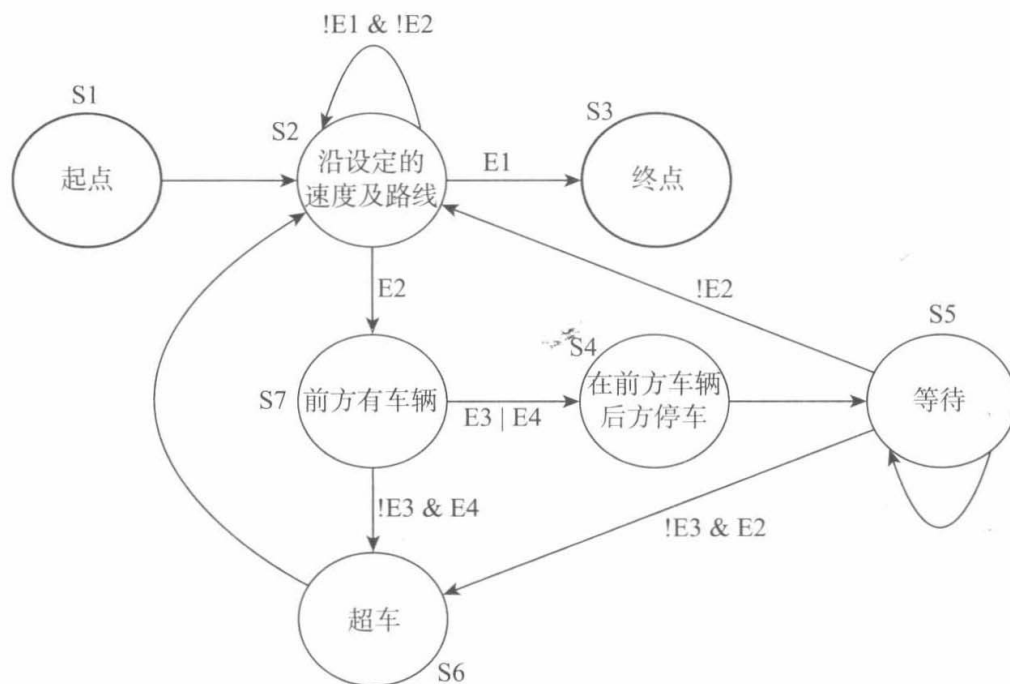 !E1 & !E2
S1
S3
S2
起点
沿设定的
速度及路线
E1
终点
E2
!E2
S5
S4
S7
前方有车辆
E3 | E4
在前方车辆
后方停车
等待
!E3 & E4
!E3 & E2
超车
S6